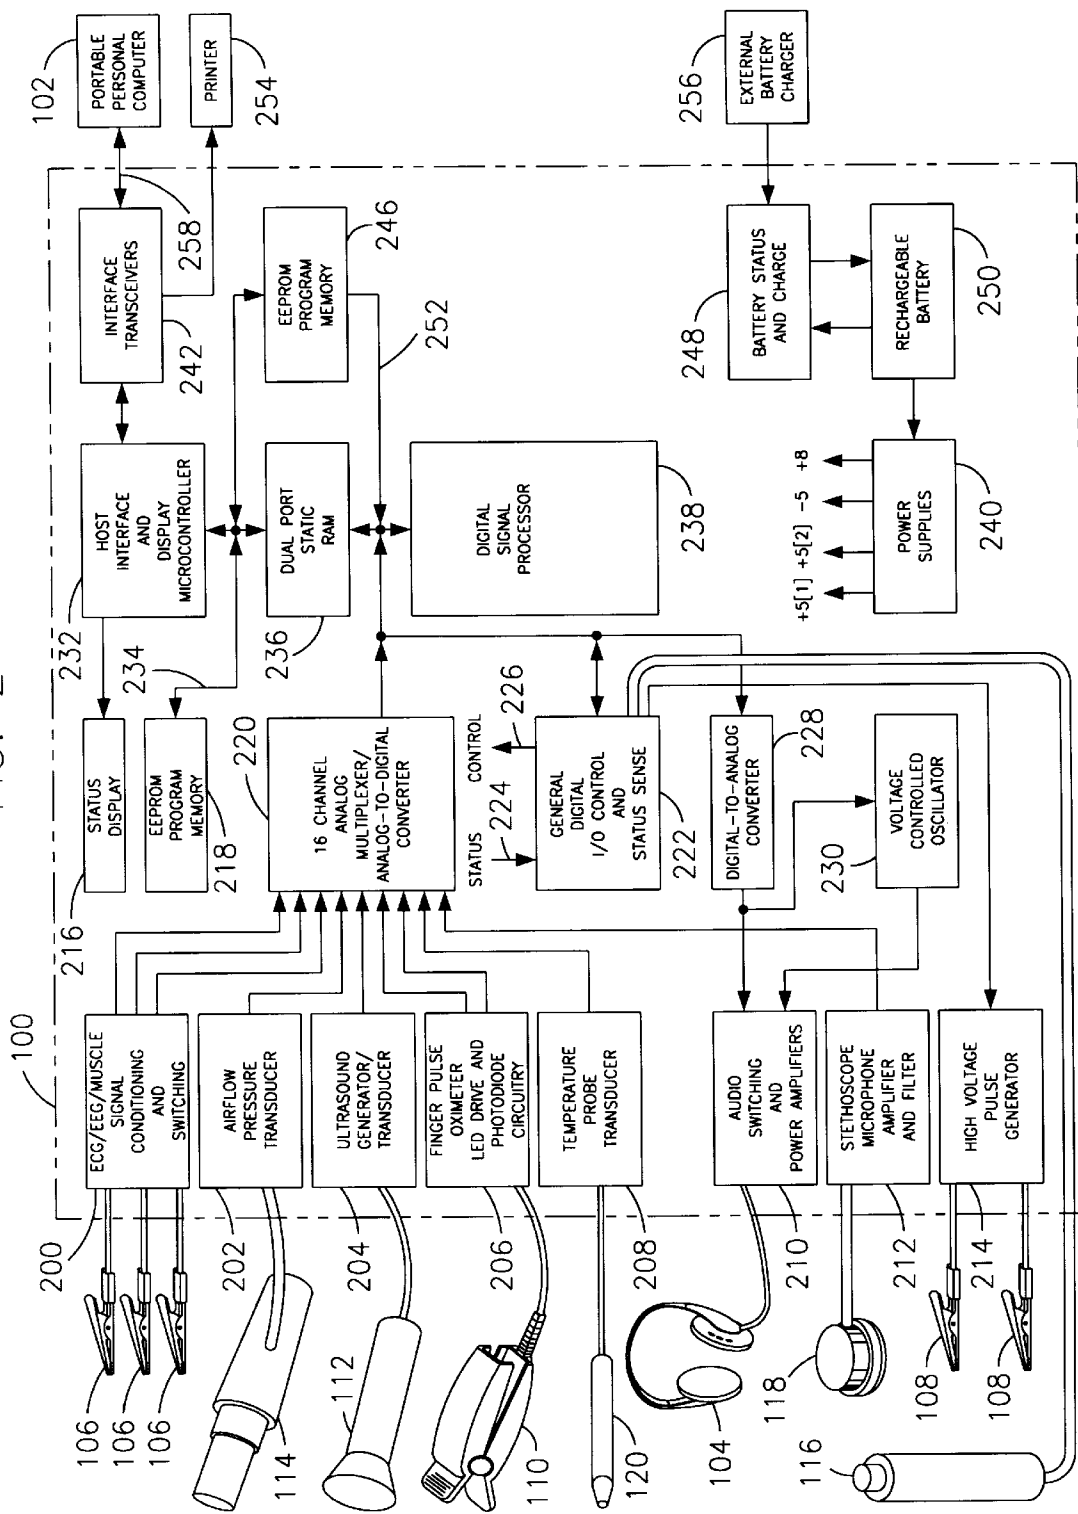 102
PORTABLE
PERSONAL
COMPUTER
PRINTER
254
256
EXTERNAL
BATTERY
CHARGER
258
INTERFACE
TRANSCEIVERS
242
EEPROM
PROGRAM
MEMORY
246
252
248
BATTERY STATUS
AND CHARGE
RECHARGEABLE
BATTERY
250
232
HOST
INTERFACE
AND
DISPLAY
MICROCONTROLLER
234
DUAL PORT
STATIC
RAM
236
DIGITAL
SIGNAL
PROCESSOR
238
+5[1] +5[2] -5 +8
POWER
SUPPLIES
240
216
STATUS
DISPLAY
EEPROM
PROGRAM
MEMORY
218
220
16 CHANNEL
ANALOG
MULTIPLEXER/
ANALOG-TO-DIGITAL
CONVERTER
STATUS
CONTROL
224
226
GENERAL
DIGITAL
I/O CONTROL
AND
STATUS SENSE
222
DIGITAL-TO-ANALOG
CONVERTER
228
230
VOLTAGE
CONTROLLED
OSCILLATOR
100
200
ECG/EEG/MUSCLE
SIGNAL
CONDITIONING
AND
SWITCHING
AIRFLOW
PRESSURE
TRANSDUCER
202
ULTRASOUND
GENERATOR/
TRANSDUCER
204
FINGER PULSE
OXIMETER
LED DRIVE AND
PHOTODIODE
CIRCUITRY
206
TEMPERATURE
PROBE
TRANSDUCER
208
AUDIO
SWITCHING
AND
POWER AMPLIFIERS
210
STETHOSCOPE
MICROPHONE
AMPLIFIER
AND FILTER
212
HIGH VOLTAGE
PULSE
GENERATOR
214
106
106
106
114
112
110
120
104
118
108
108
116